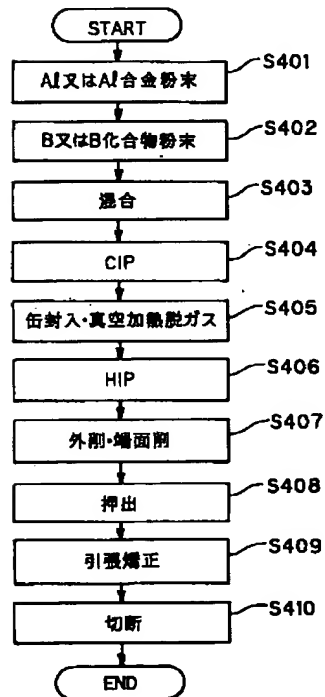 START
Al又はAl合金粉末
S401
B又はB化合物粉末
S402
混合
S403
CIP
S404
缶封入・真空加熱脱ガス
S405
HIP
S406
外削・端面削
S407
押出
S408
引張矯正
S409
切断
S410
END